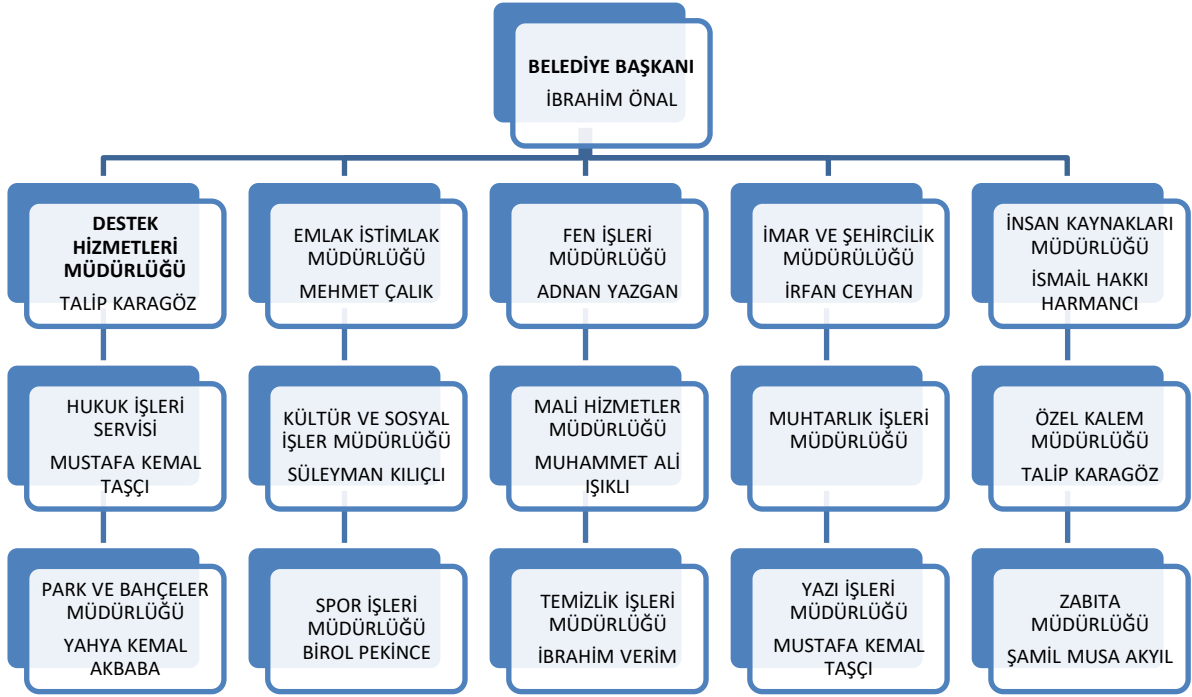 BELEDİYE BAŞKANI
İBRAHİM ÖNAL
DESTEK
HİZMETLERİ
MÜDÜRLÜĞÜ
TALİP KARAGÖZ
EMLAK İSTİMLAK
MÜDÜRLÜĞÜ
MEHMET ÇALIK
FEN İŞLERİ
MÜDÜRLÜĞÜ
ADNAN YAZGAN
İMAR VE ŞEHİRCİLİK
MÜDÜRÜLÜĞÜ
İRFAN CEYHAN
İNSAN KAYNAKLARI
MÜDÜRLÜĞÜ
İSMAİL HAKKI
HARMANCI
HUKUK İŞLERİ
SERVİSİ
MUSTAFA KEMAL
TAŞÇI
KÜLTÜR VE SOSYAL
İŞLER MÜDÜRLÜĞÜ
SÜLEYMAN KILIÇLI
MALİ HİZMETLER
MÜDÜRLÜĞÜ
MUHAMMET ALİ
IŞIKLI
MUHTARLIK İŞLERİ
MÜDÜRLÜĞÜ
ÖZEL KALEM
MÜDÜRLÜĞÜ
TALİP KARAGÖZ
PARK VE BAHÇELER
MÜDÜRLÜĞÜ
YAHYA KEMAL
AKBABA
SPOR İŞLERİ
MÜDÜRLÜĞÜ
BİROL PEKİNCE
TEMİZLİK İŞLERİ
MÜDÜRLÜĞÜ
İBRAHİM VERİM
YAZI İŞLERİ
MÜDÜRLÜĞÜ
MUSTAFA KEMAL
TAŞÇI
ZABITA
MÜDÜRLÜĞÜ
ŞAMİL MUSA AKYIL